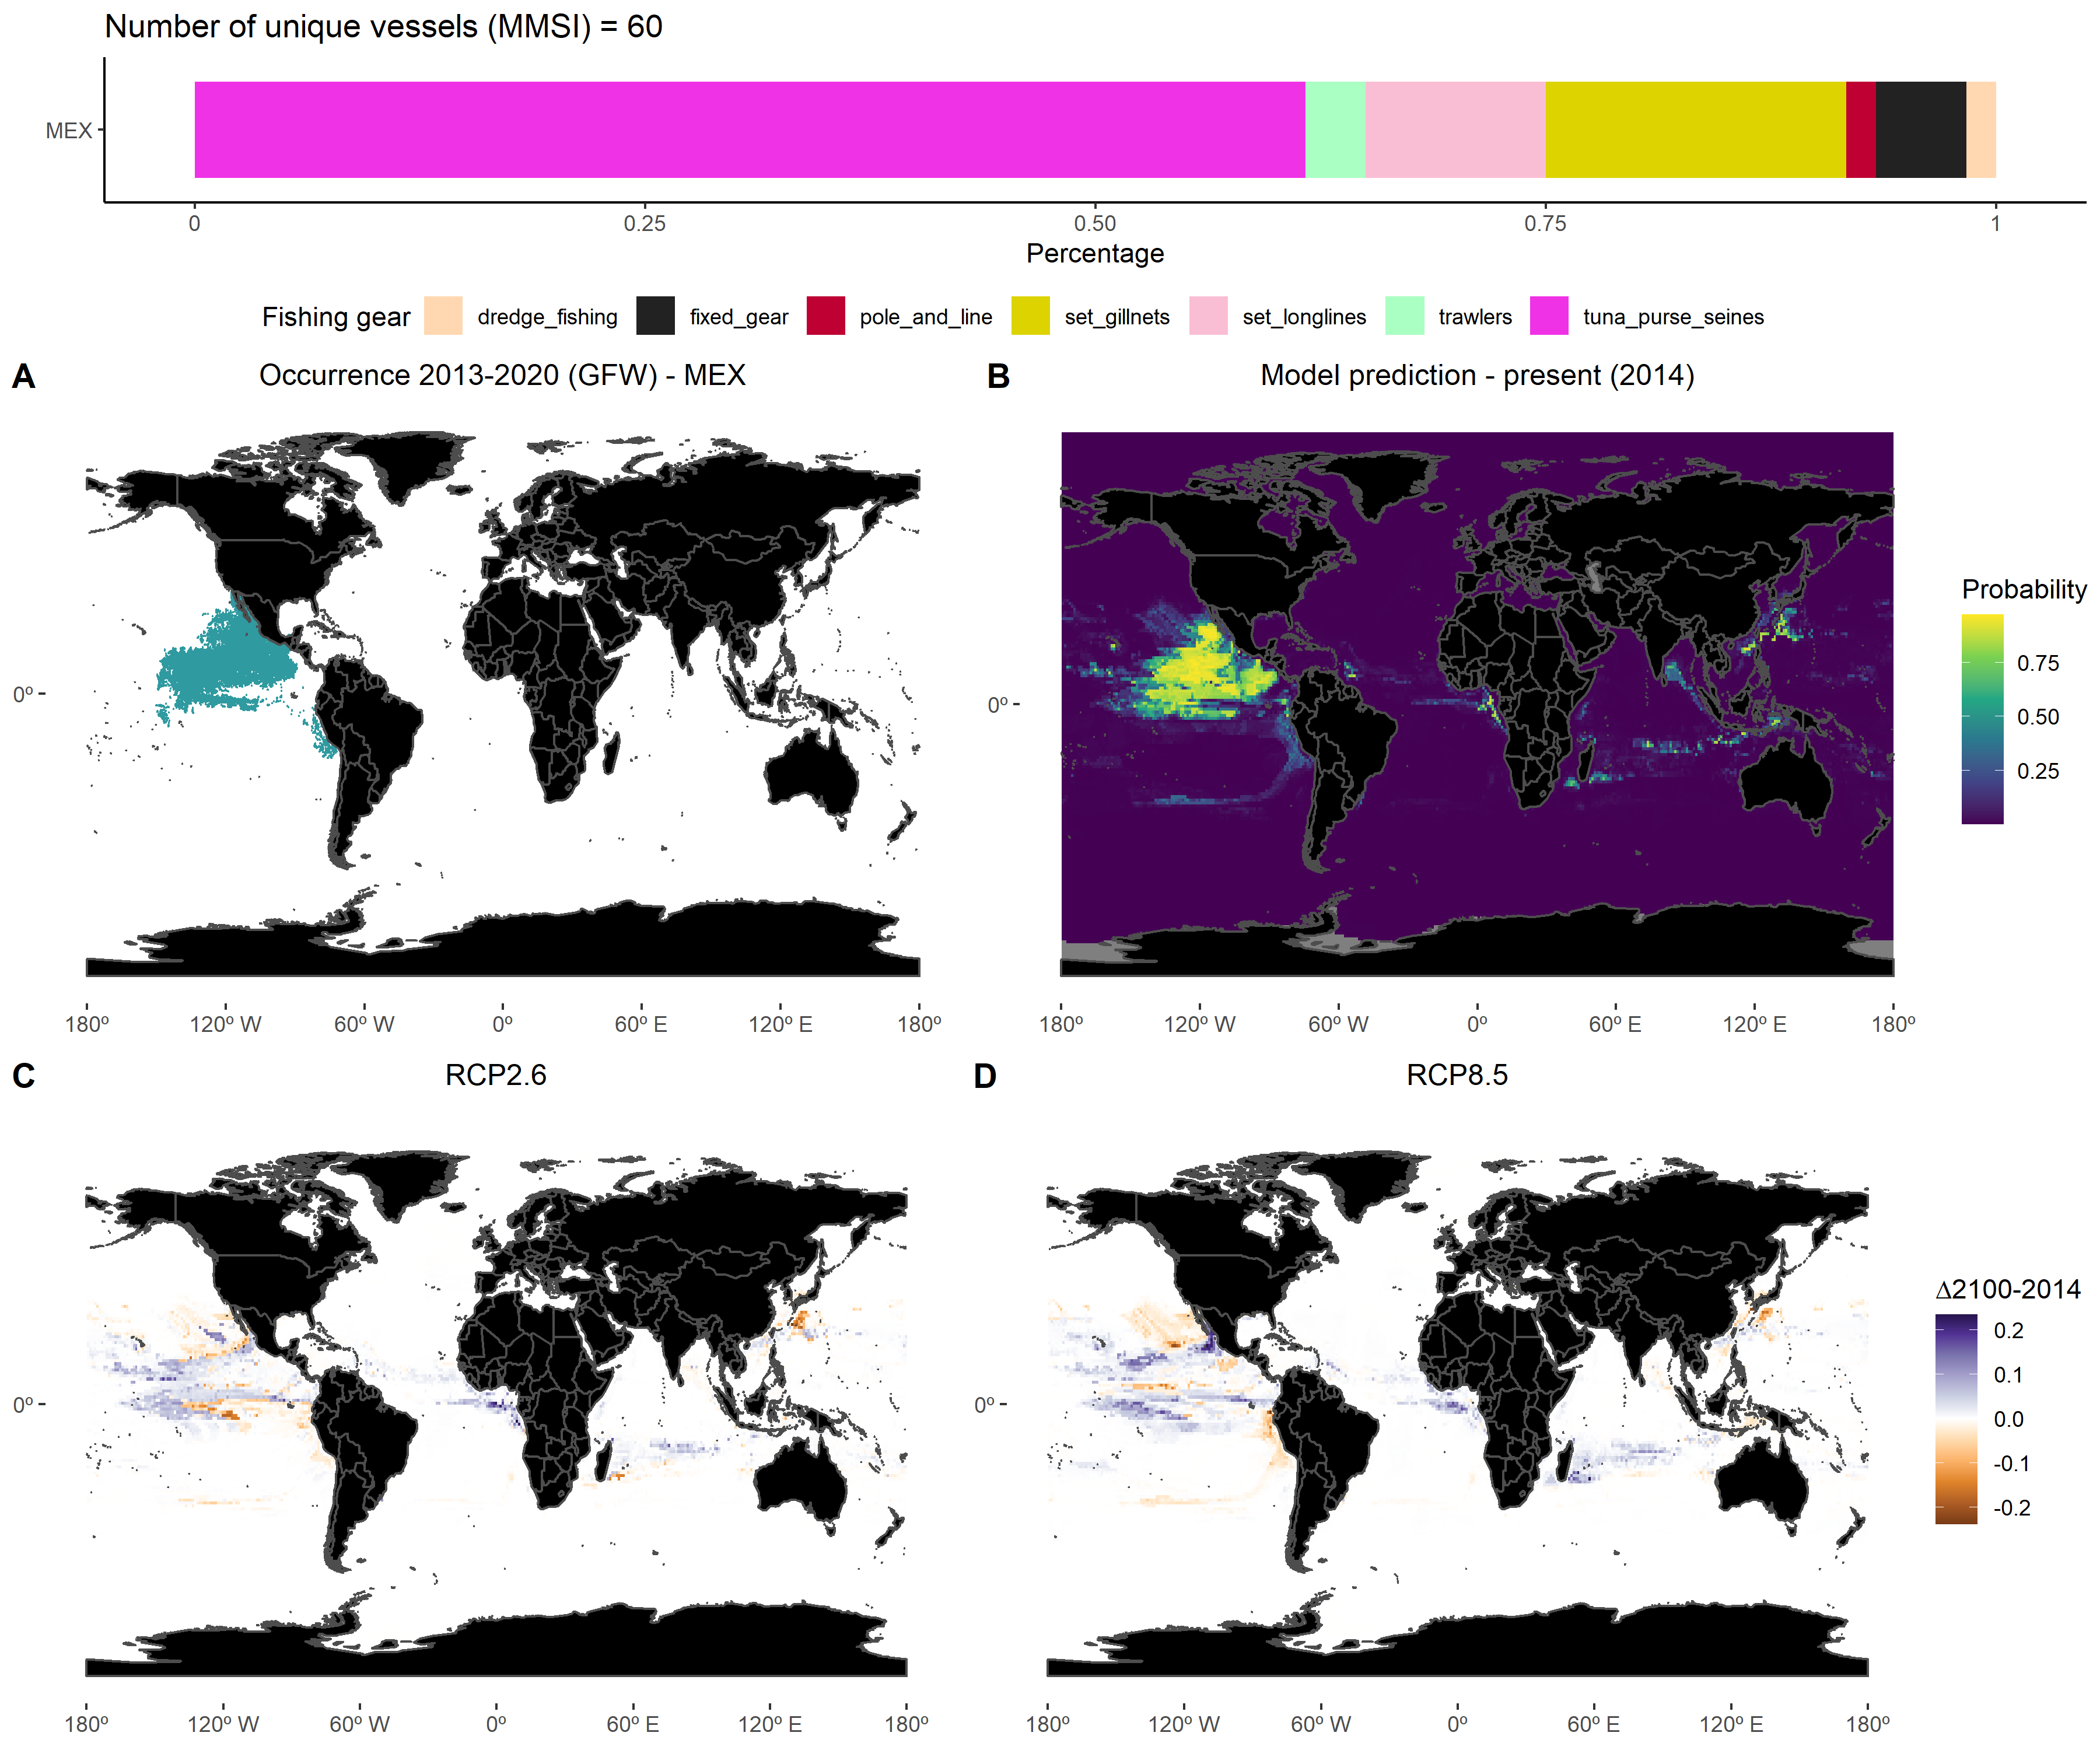 Number of unique vessels (MMSI) = 60
MEX
0 0.25 0.50 0.75 1
Percentage
Fishing gear dredge_fishing fixed_gear pole_and_line set_gillnets set_longlines trawlers tuna_purse_seines
A Occurrence 2013-2020 (GFW) - MEX
0º
180º 120º W 60º W 0º 60º E 120º E 180º
B Model prediction - present (2014)
0º
180º 120º W 60º W 0º 60º E 120º E 180º
Probability
0.75
0.50
0.25
C RCP2.6
0º
180º 120º W 60º W 0º 60º E 120º E 180º
D RCP8.5
0º
180º 120º W 60º W 0º 60º E 120º E 180º
Δ2100-2014
0.2
0.1
0.0
-0.1
-0.2